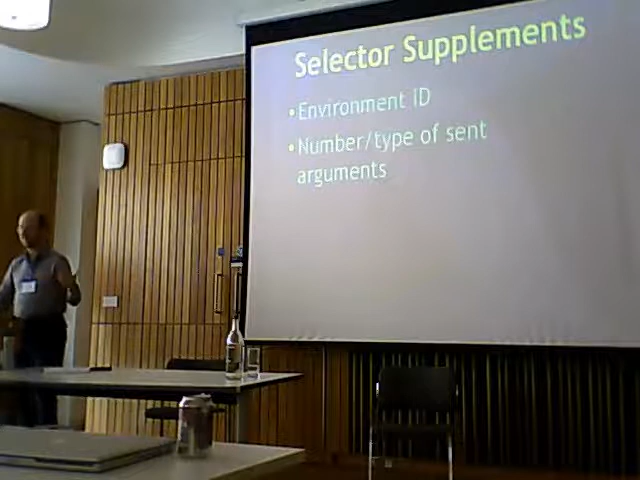 Selector Supplements
•Environment ID
•Number/type of sent
arguments